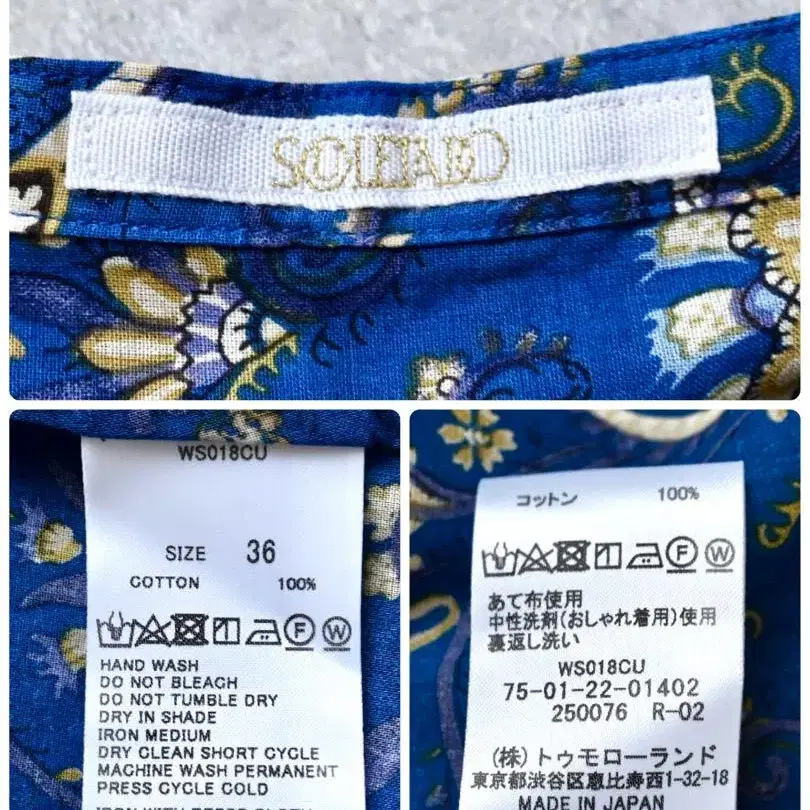 SOULEIADO
WS018CU
SIZE 36
COTTON 100%
HAND WASH
DO NOT BLEACH
DO NOT TUMBLE DRY
DRY IN SHADE
IRON MEDIUM
DRY CLEAN SHORT CYCLE
MACHINE WASH PERMANENT
PRESS CYCLE COLD
コットン 100%
F W
あて布使用
中性洗剤(おしゃれ着用)使用
裏返し洗い
WS018CU
75-01-22-01402
250076 R-02
(株)トゥモローランド
東京都渋谷区恵比寿西1-32-18
MADE IN JAPAN